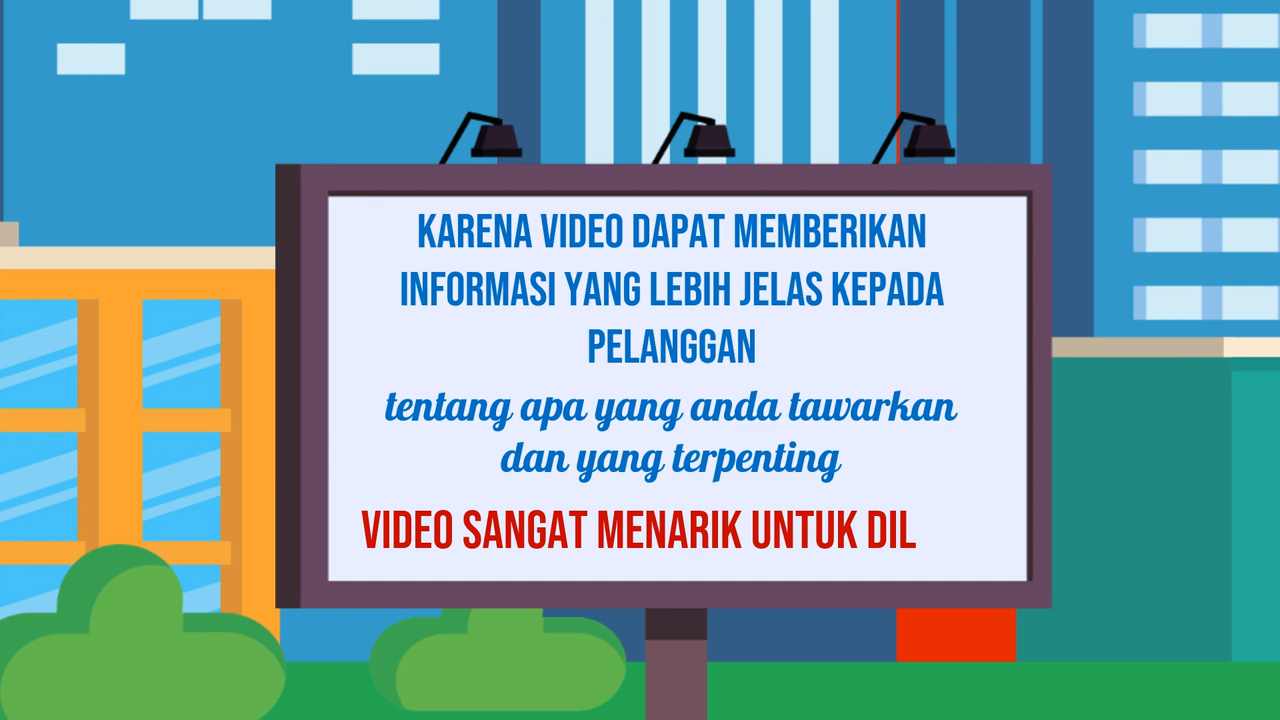 KARENA VIDEO DAPAT MEMBERIKAN
INFORMASI YANG LEBIH JELAS KEPADA
PELANGGAN
tentang apa yang anda tawarkan
dan yang terpenting
VIDEO SANGAT MENARIK UNTUK DIL